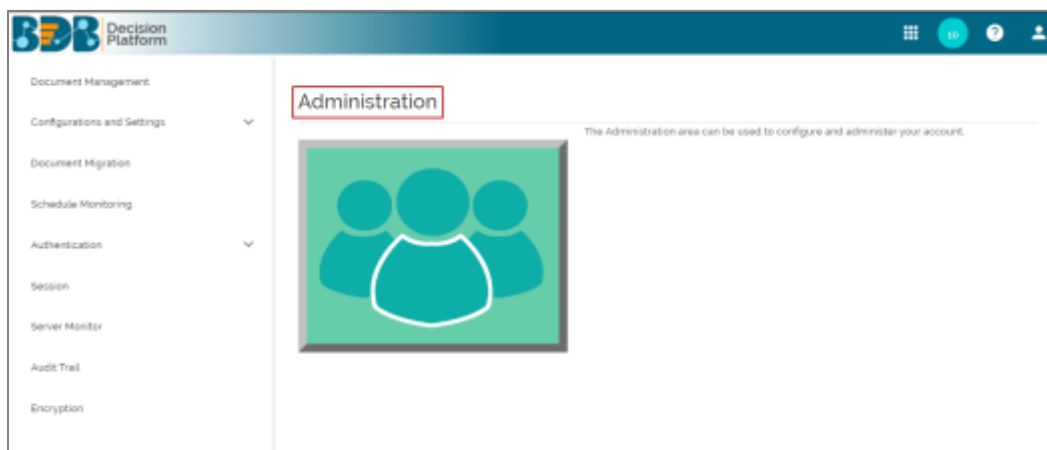 BDB Decision
Platform
10
?
Document Management
Configurations and Settings
Document Migration
Schedule Monitoring
Authentication
Session
Server Monitor
Audit Trail
Encryption
Administration
The Administration area can be used to configure and administer your account.